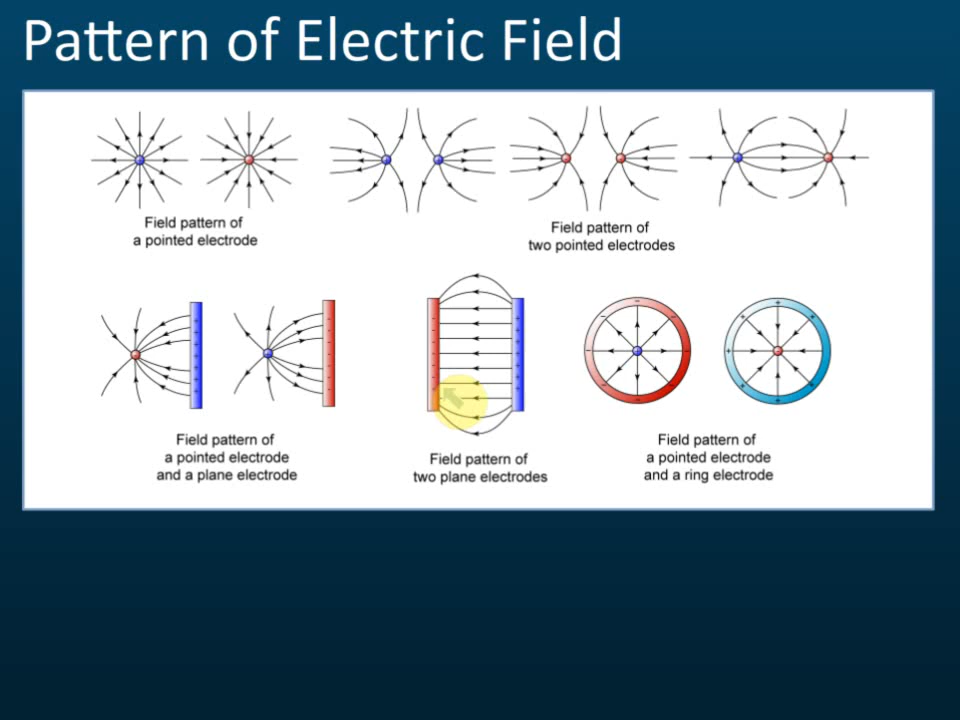 Pattern of Electric Field
Field pattern of
a pointed electrode
Field pattern of
two pointed electrodes
Field pattern of
a pointed electrode
and a plane electrode
Field pattern of
two plane electrodes
Field pattern of
a pointed electrode
and a ring electrode